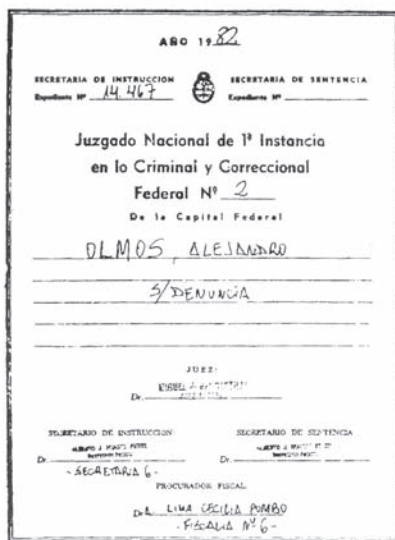 AÑO 1982
SECRETARIA DE INSTRUCCION
Expediente Nº 14.467
SECRETARIA DE SENTENCIA
Expediente Nº
Juzgado Nacional de 1ª Instancia
en lo Criminal y Correccional
Federal Nº 2
De la Capital Federal
OLMOS, ALEJANDRO
S/DENUNCIA
JUEZ:
Dr.
SECRETARIO DE INSTRUCCION
Dr.
- SECRETARIA 6 -
SECRETARIO DE SENTENCIA
Dr.
PROCURADOR FISCAL
Dra. CECILIA POMBO
- FISCALIA Nº 6 -